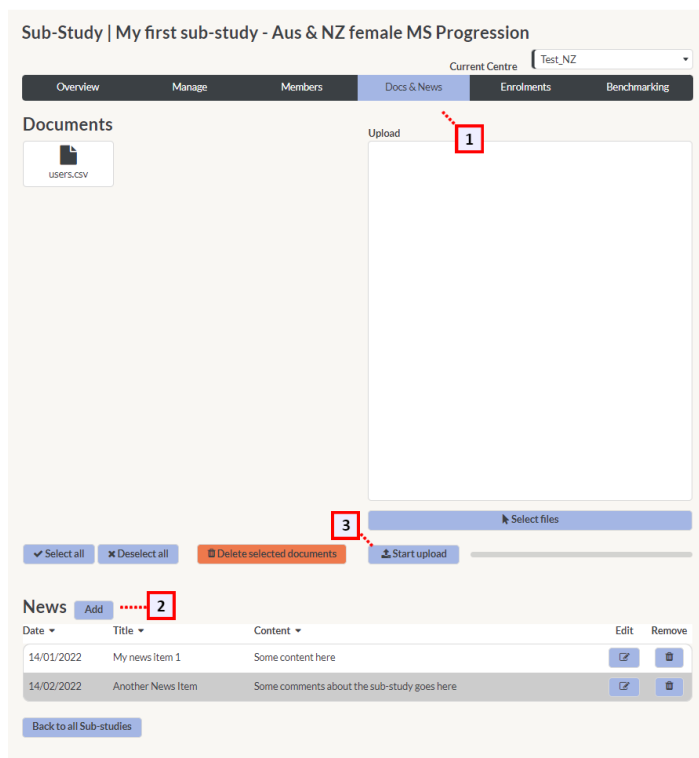 Sub-Study | My first sub-study - Aus & NZ female MS Progression
Current Centre Test_NZ
Overview Manage Members Docs & News Enrolments Benchmarking
1
Documents
Upload
users.csv
Select files
3
Select all Deselect all Delete selected documents Start upload
News Add 2
Date Title Content Edit Remove
14/01/2022 My news item 1 Some content here
14/02/2022 Another News Item Some comments about the sub-study goes here
Back to all Sub-studies